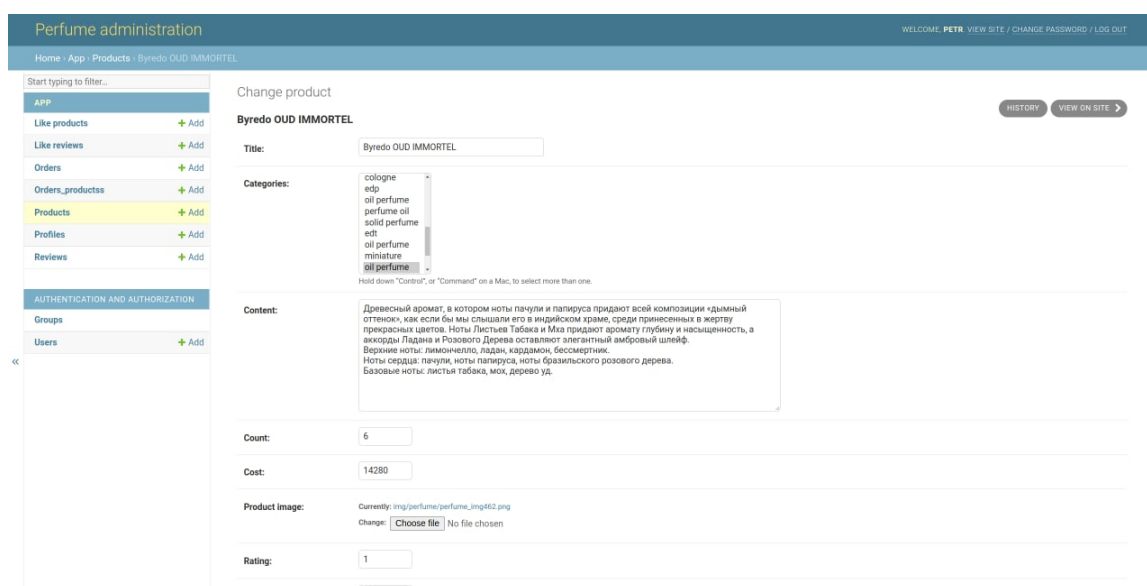 Perfume administration
WELCOME, PETR VIEW SITE / CHANGE PASSWORD / LOG OUT
Home › App › Products › Byredo OUD IMMORTEL
Start typing to filter...
APP
Like products + Add
Like reviews + Add
Orders + Add
Orders_productss + Add
Products + Add
Profiles + Add
Reviews + Add
AUTHENTICATION AND AUTHORIZATION
Groups
Users + Add
«
Change product
HISTORY VIEW ON SITE
Byredo OUD IMMORTEL
Title: Byredo OUD IMMORTEL
Categories:
cologne
edp
oil perfume
perfume oil
solid perfume
edt
oil perfume
miniature
oil perfume
Hold down "Control", or "Command" on a Mac, to select more than one.
Content:
Древесный аромат, в котором ноты пачули и папируса придают всей композиции «дымный
оттенок», как если бы мы слышали его в индийском храме, среди принесенных в жертву
прекрасных цветов. Ноты Листьев Табака и Мха придают аромату глубину и насыщенность, а
аккорды Ладана и Розового Дерева оставляют элегантный амбровый шлейф.
Верхние ноты: лимончелло, ладан, кардамон, бессмертник.
Ноты сердца: пачули, ноты папируса, ноты бразильского розового дерева.
Базовые ноты: листья табака, мох, дерево уд.
Count: 6
Cost: 14280
Product image: Currently: img/perfume/perfume_img462.png
Change: Choose file No file chosen
Rating: 1